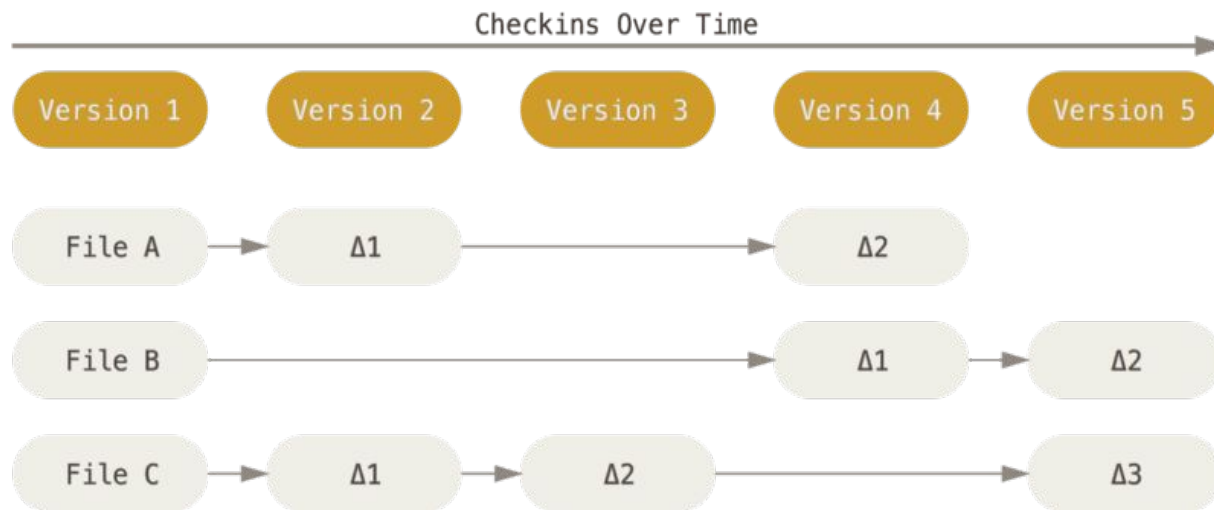 Checkins Over Time
Version 1 Version 2 Version 3 Version 4 Version 5
File A Δ1 Δ2
File B Δ1 Δ2
File C Δ1 Δ2 Δ3